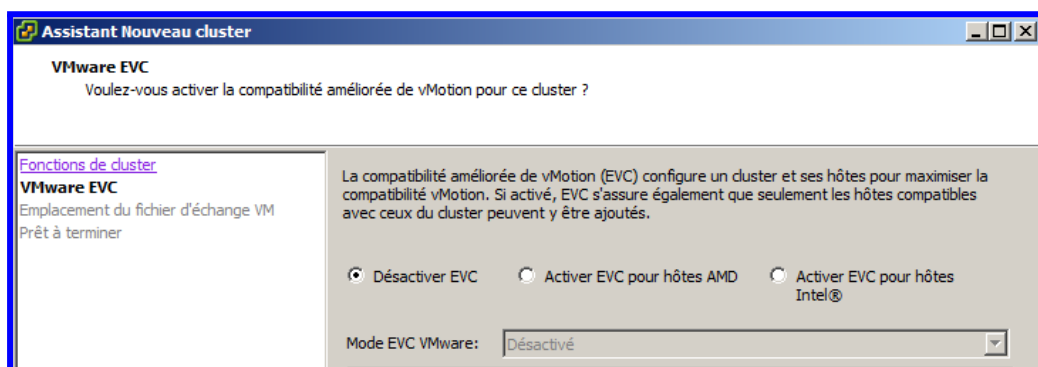 Assistant Nouveau cluster
VMware EVC
Voulez-vous activer la compatibilité améliorée de vMotion pour ce cluster ?
Fonctions de cluster
VMware EVC
Emplacement du fichier d'échange VM
Prêt à terminer
La compatibilité améliorée de vMotion (EVC) configure un cluster et ses hôtes pour maximiser la
compatibilité vMotion. Si activé, EVC s'assure également que seulement les hôtes compatibles
avec ceux du cluster peuvent y être ajoutés.
Désactiver EVC
Activer EVC pour hôtes AMD
Activer EVC pour hôtes
Intel®
Mode EVC VMware:
Désactivé